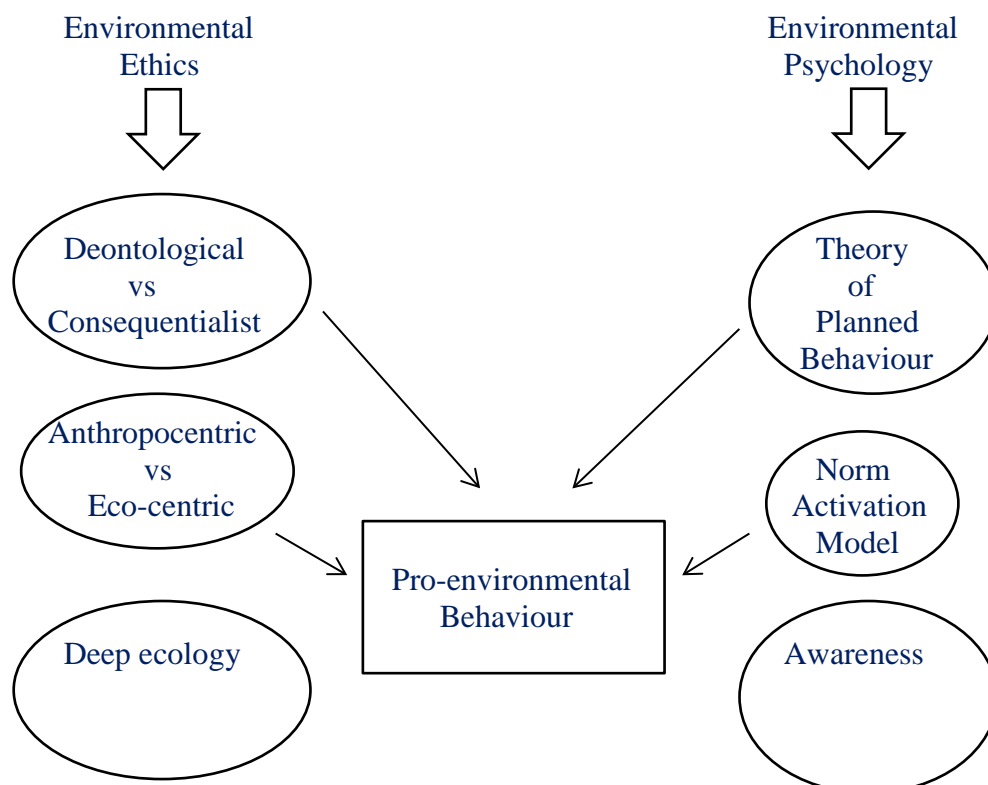 Environmental
Ethics
Environmental
Psychology
Deontological
vs
Consequentialist
Theory
of
Planned
Behaviour
Anthropocentric
vs
Eco-centric
Norm
Activation
Model
Pro-environmental
Behaviour
Deep ecology
Awareness